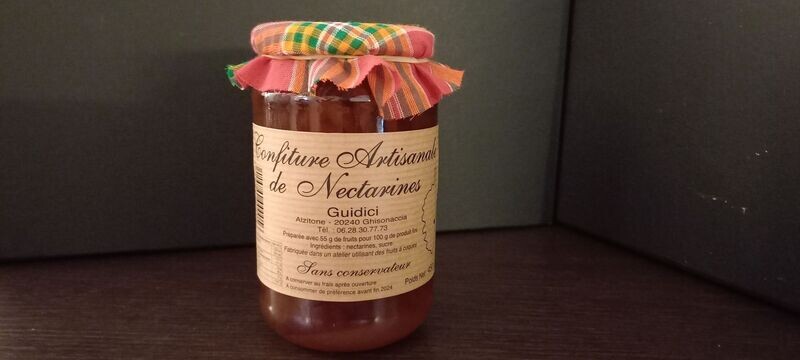 Confiture Artisanale
de Nectarines
Guidici
Alzitone - 20240 Ghisonaccia
Tél. : 06.28.30.77.73
Préparée avec 55 g de fruits pour 100 g de produit fini
Ingrédients : nectarines, sucre
Fabriquée dans un atelier utilisant des fruits à coques
Sans conservateur
A conserver au frais après ouverture
A consommer de préférence avant fin 2024
Poids Net